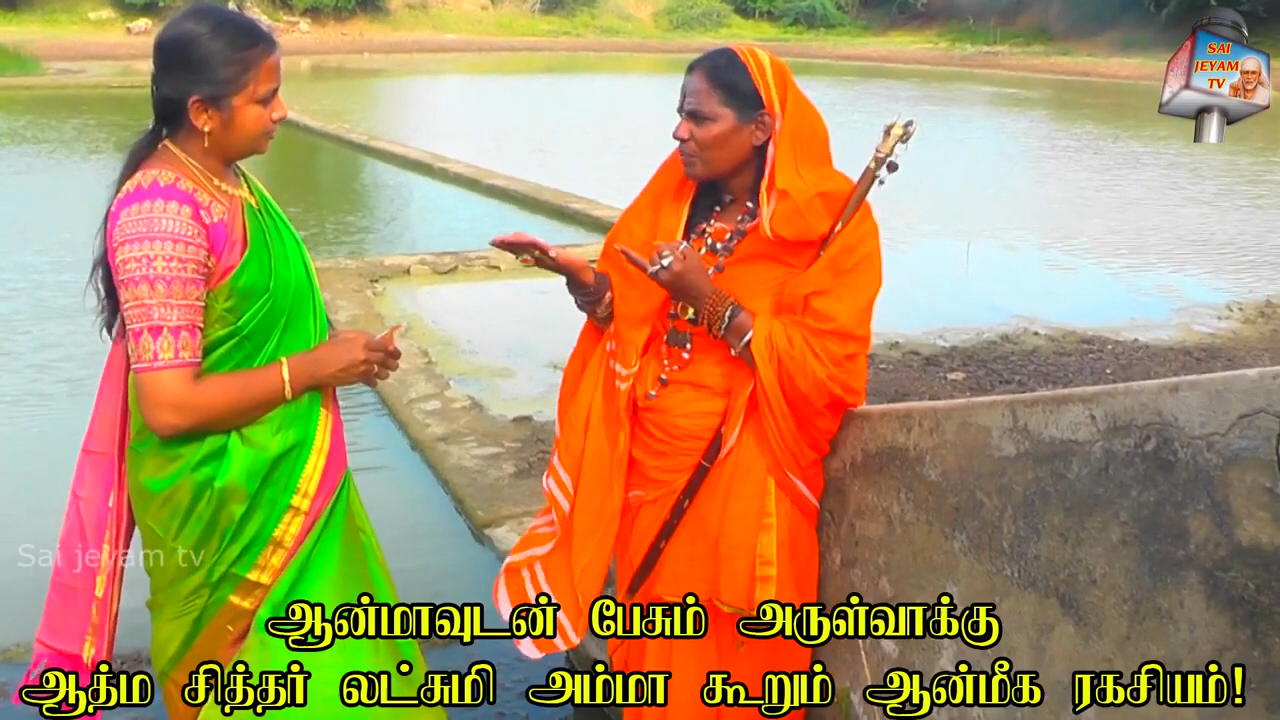 SAI
JEYAM
TV
Sai jeyam tv
ஆன்மாவுடன் பேசும் அருள்வாக்கு
ஆத்ம சித்தர் லட்சுமி அம்மா கூறும் ஆன்மீக ரகசியம்!